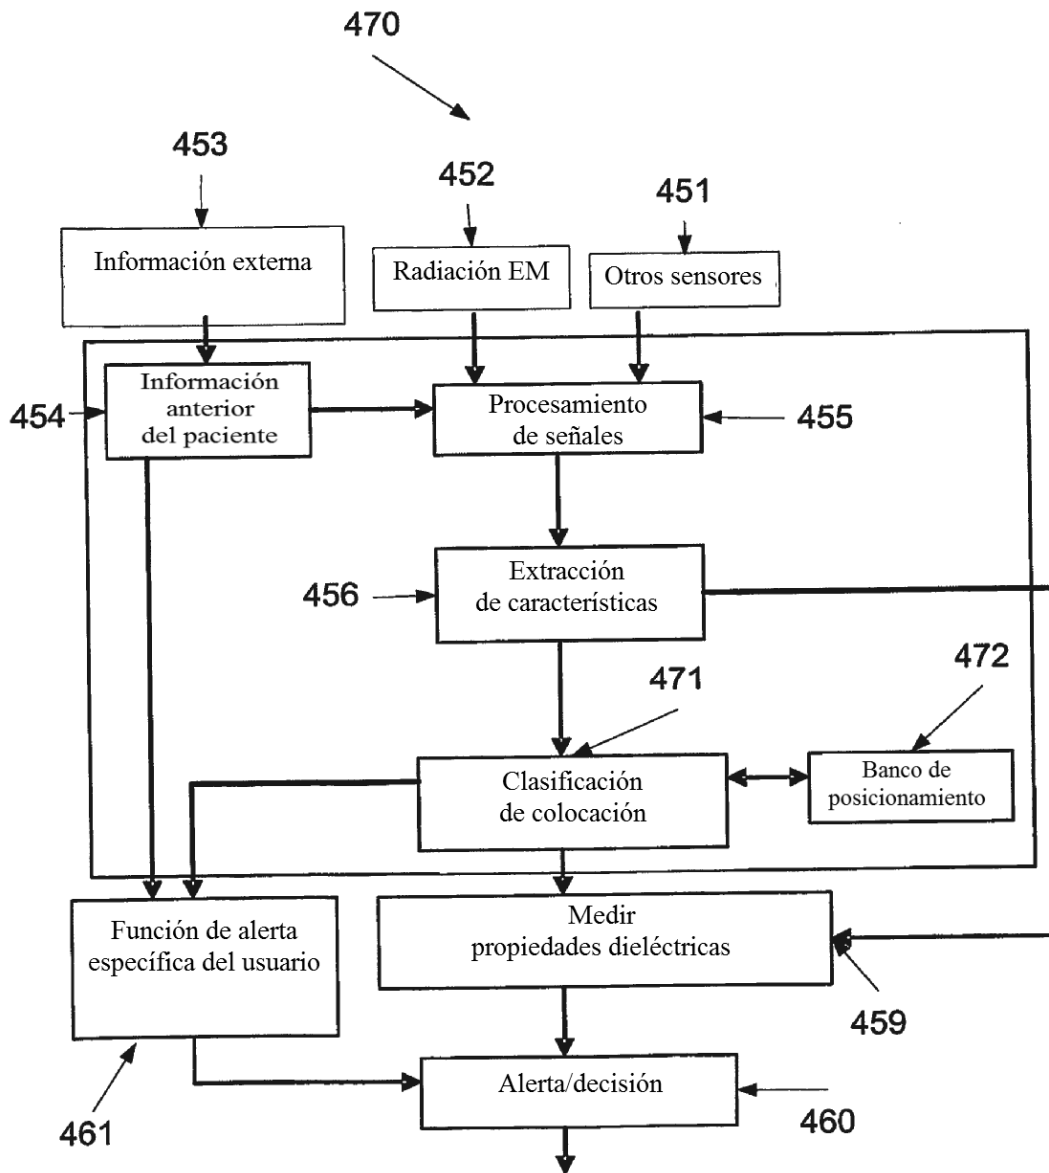 470
453
452
451
Información externa
Radiación EM
Otros sensores
Información
anterior
del paciente
454
Procesamiento
de señales
455
Extracción
de características
456
471
472
Clasificación
de colocación
Banco de
posicionamiento
Función de alerta
específica del usuario
Medir
propiedades dieléctricas
459
Alerta/decisión
461
460